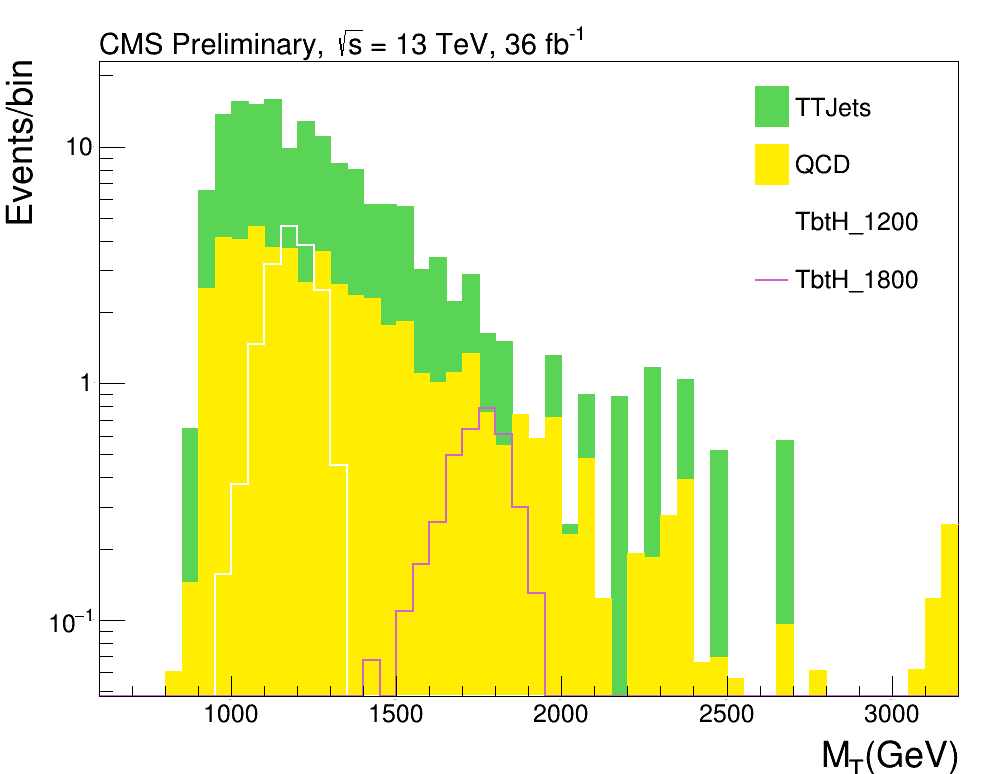 CMS Preliminary, √s = 13 TeV, 36 fb⁻¹
Events/bin
10
1
10⁻¹
TTJets
QCD
TbtH_1200
TbtH_1800
1000 1500 2000 2500 3000
M_T(GeV)